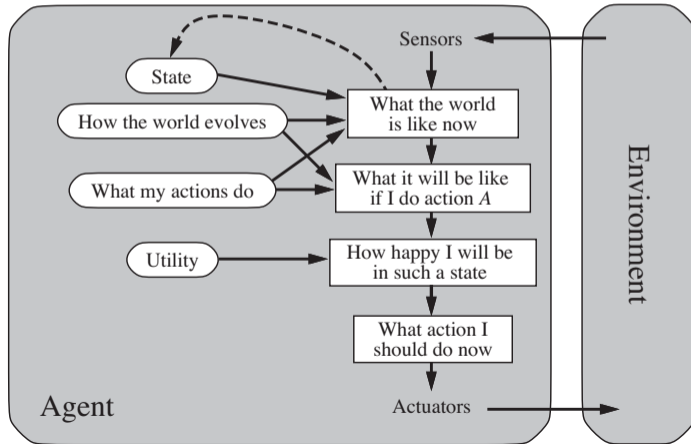 Sensors
State
What the world
is like now
How the world evolves
What my actions do
What it will be like
if I do action A
Utility
How happy I will be
in such a state
What action I
should do now
Agent
Actuators
Environment